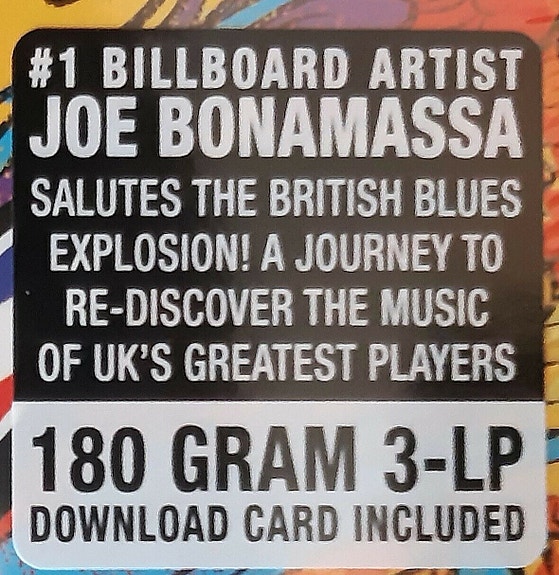 #1 BILLBOARD ARTIST
JOE BONAMASSA
SALUTES THE BRITISH BLUES
EXPLOSION! A JOURNEY TO
RE-DISCOVER THE MUSIC
OF UK'S GREATEST PLAYERS
180 GRAM 3-LP
DOWNLOAD CARD INCLUDED